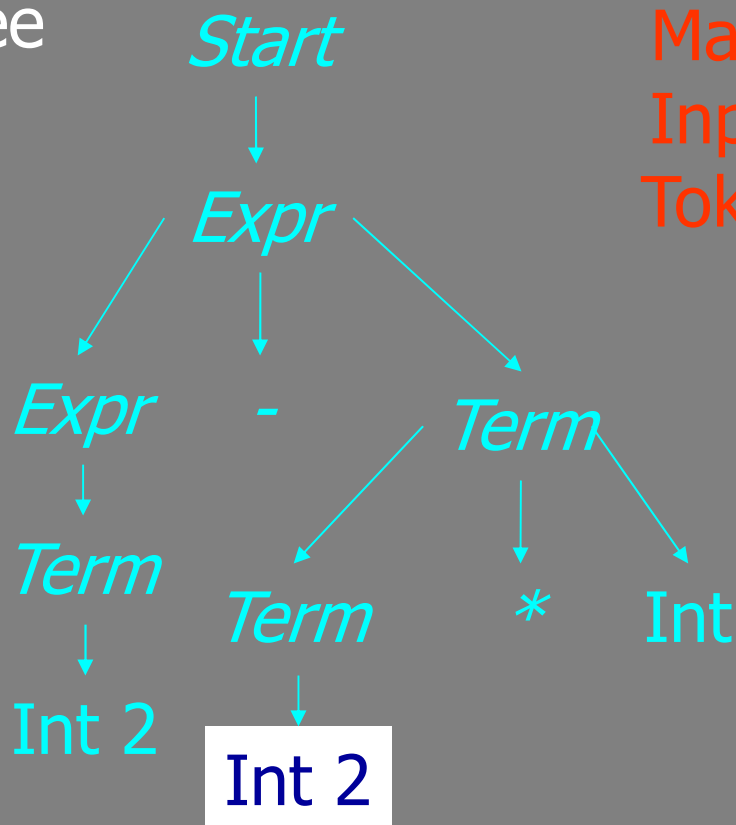 Start
Expr
Expr - Term
Term
Term * Int
Int 2
Int 2